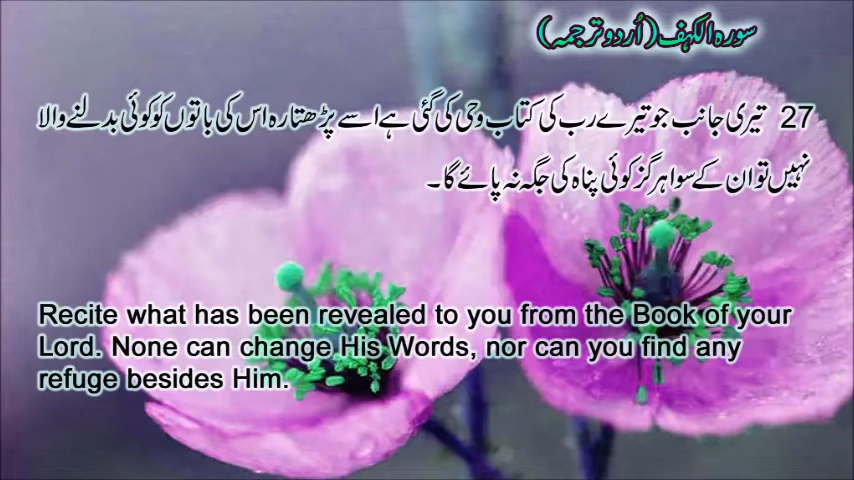 سورہ الکہف (اُردو ترجمہ)
27 تیری جانب جو تیرے رب کی کتاب وحی کی گئی ہے اسے پڑھتا رہ اس کی باتوں کو کوئی بدلنے والا
نہیں تو ان کے سوا ہرگز کوئی پناہ کی جگہ نہ پائے گا۔
Recite what has been revealed to you from the Book of your
Lord. None can change His Words, nor can you find any
refuge besides Him.